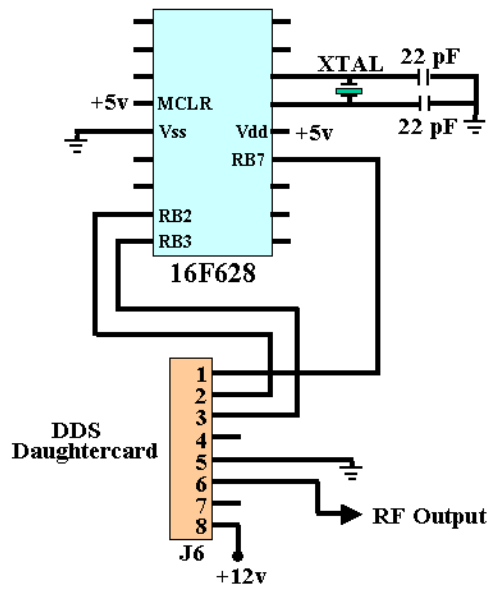 22 pF
XTAL
+5v
MCLR
Vss
Vdd
+5v
22 pF
RB7
RB2
RB3
16F628
1
2
3
4
5
6
7
8
DDS
Daughtercard
RF Output
J6
+12v